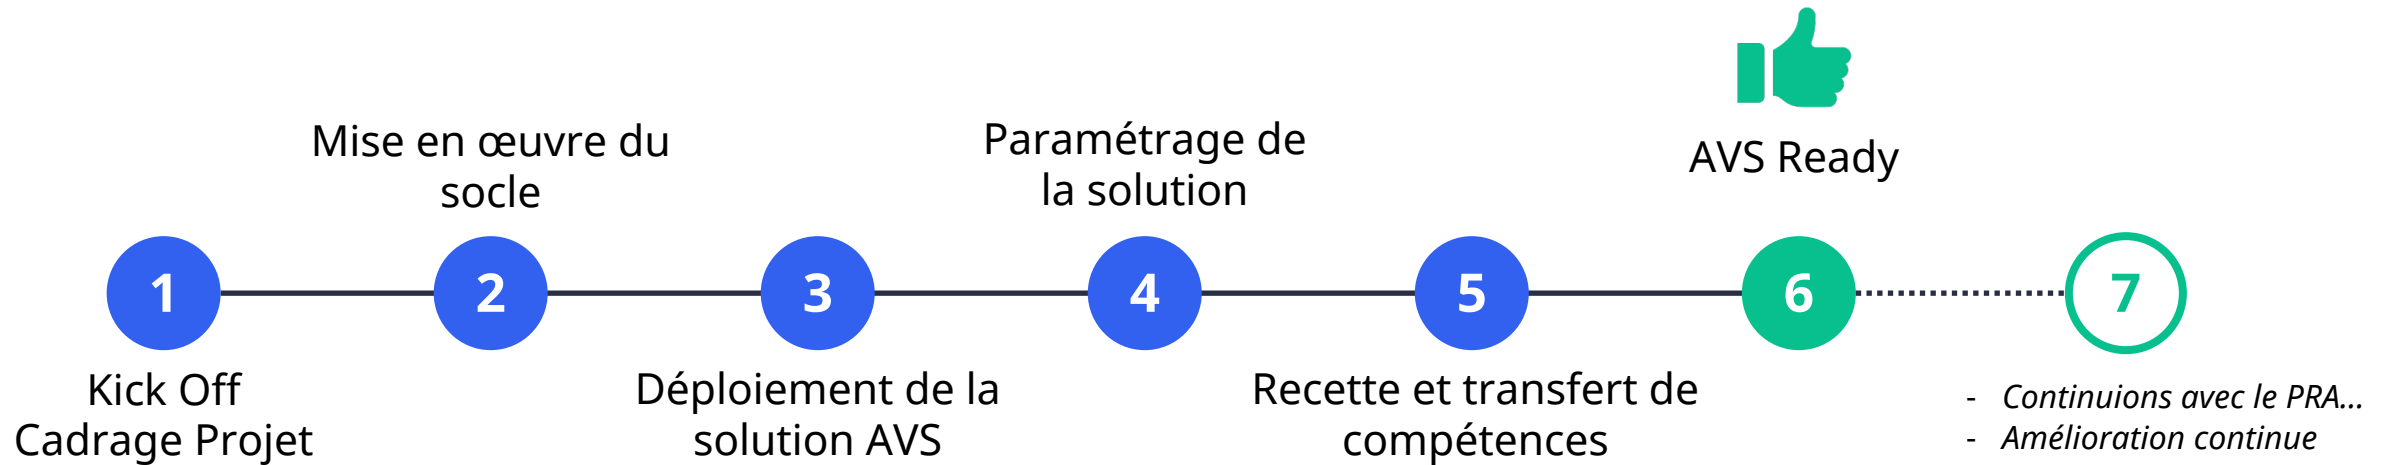 1
Kick Off
Cadrage Projet
2
Mise en œuvre du
socle
3
Déploiement de la
solution AVS
4
Paramétrage de
la solution
5
Recette et transfert de
compétences
6
AVS Ready
7
- Continuions avec le PRA...
- Amélioration continue